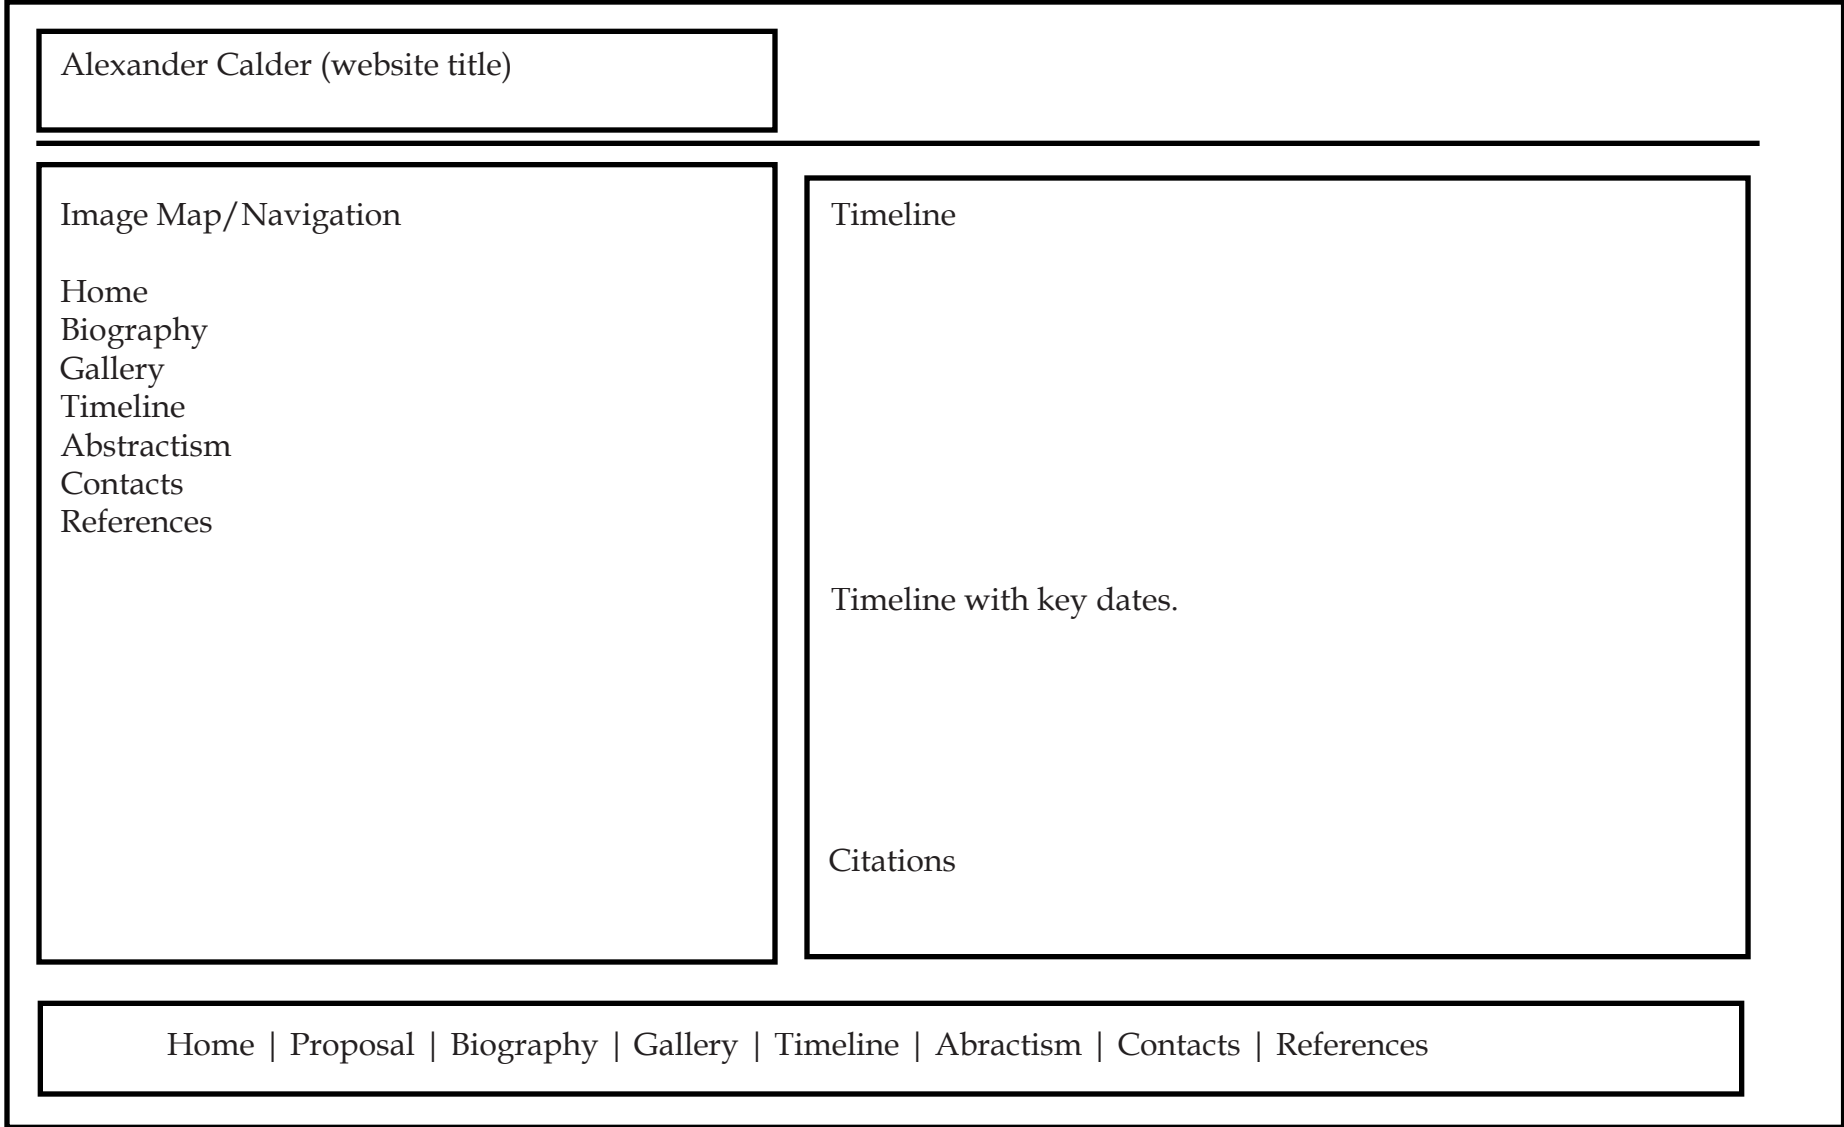 Alexander Calder (website title)
Image Map/Navigation
Home
Biography
Gallery
Timeline
Abstractism
Contacts
References
Timeline
Timeline with key dates.
Citations
Home | Proposal | Biography | Gallery | Timeline | Abractism | Contacts | References